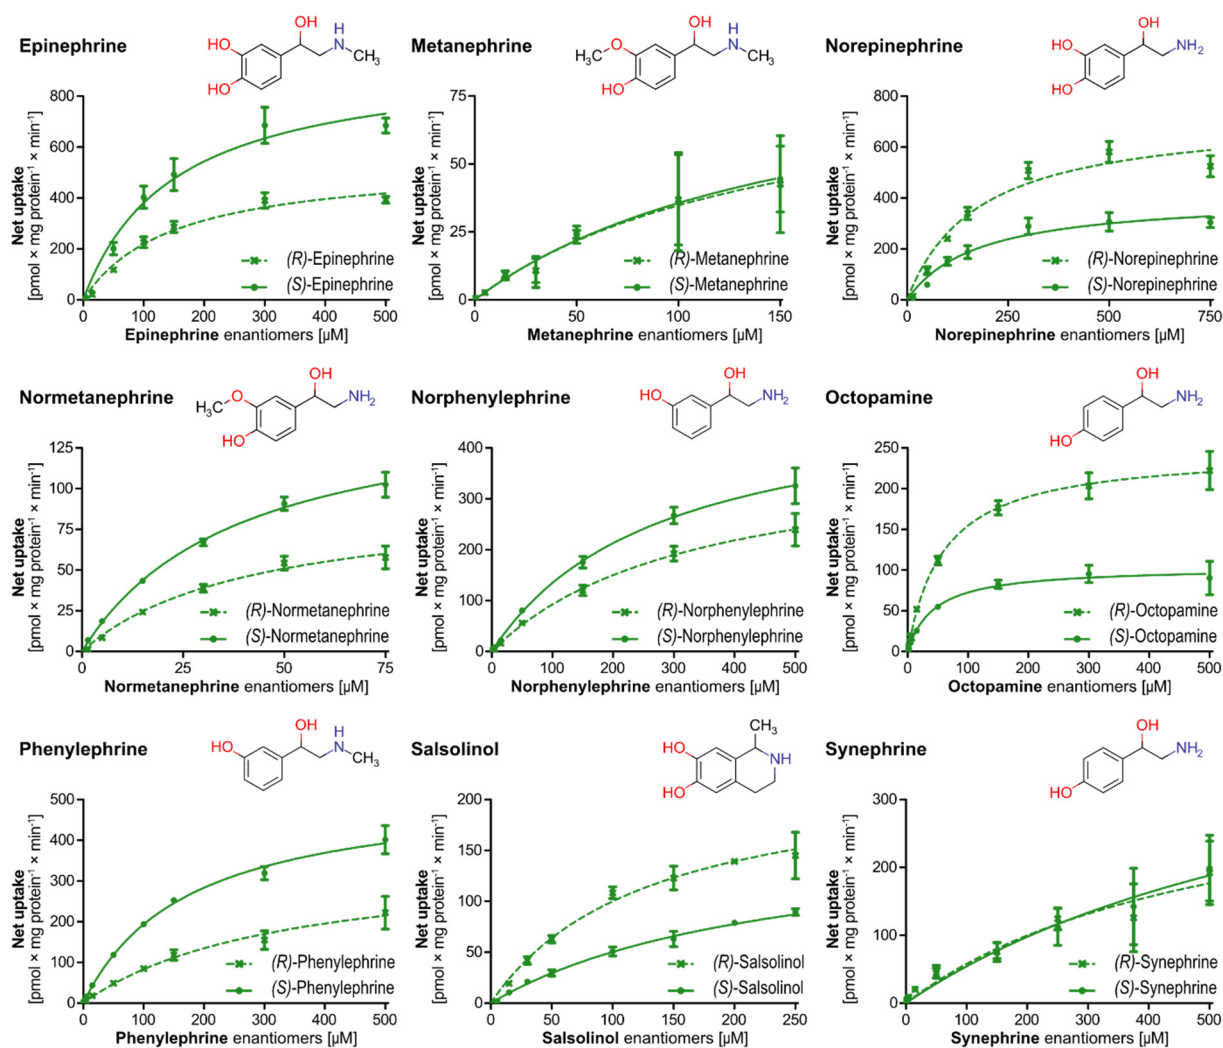 Epinephrine
OH
H
N
CH₃
HO
HO
Net uptake
[pmol × mg protein⁻¹ × min⁻¹]
800
600
400
200
0
0 100 200 300 400 500
(R)-Epinephrine
(S)-Epinephrine
Epinephrine enantiomers [µM]
Metanephrine
OH
H
N
CH₃
H₃C
O
HO
Net uptake
[pmol × mg protein⁻¹ × min⁻¹]
75
50
25
0
0 50 100 150
(R)-Metanephrine
(S)-Metanephrine
Metanephrine enantiomers [µM]
Norepinephrine
OH
NH₂
HO
HO
Net uptake
[pmol × mg protein⁻¹ × min⁻¹]
800
600
400
200
0
0 250 500 750
(R)-Norepinephrine
(S)-Norepinephrine
Norepinephrine enantiomers [µM]
Normetanephrine
OH
NH₂
O
H₃C
HO
Net uptake
[pmol × mg protein⁻¹ × min⁻¹]
125
100
75
50
25
0
0 25 50 75
(R)-Normetanephrine
(S)-Normetanephrine
Normetanephrine enantiomers [µM]
Norphenylephrine
OH
HO
NH₂
Net uptake
[pmol × mg protein⁻¹ × min⁻¹]
400
300
200
100
0
0 100 200 300 400 500
(R)-Norphenylephrine
(S)-Norphenylephrine
Norphenylephrine enantiomers [µM]
Octopamine
OH
NH₂
HO
Net uptake
[pmol × mg protein⁻¹ × min⁻¹]
250
200
150
100
50
0
0 100 200 300 400 500
(R)-Octopamine
(S)-Octopamine
Octopamine enantiomers [µM]
Phenylephrine
OH
H
N
CH₃
HO
Net uptake
[pmol × mg protein⁻¹ × min⁻¹]
500
400
300
200
100
0
0 100 200 300 400 500
(R)-Phenylephrine
(S)-Phenylephrine
Phenylephrine enantiomers [µM]
Salsolinol
CH₃
HO
NH
HO
Net uptake
[pmol × mg protein⁻¹ × min⁻¹]
200
150
100
50
0
0 50 100 150 200 250
(R)-Salsolinol
(S)-Salsolinol
Salsolinol enantiomers [µM]
Synephrine
OH
NH₂
HO
Net uptake
[pmol × mg protein⁻¹ × min⁻¹]
300
200
100
0
0 100 200 300 400 500
(R)-Synephrine
(S)-Synephrine
Synephrine enantiomers [µM]